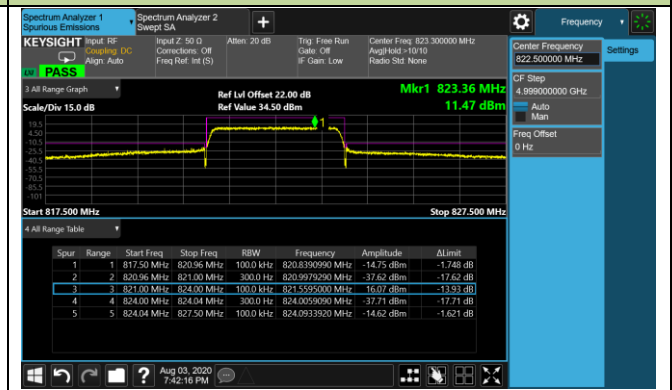 Spectrum Analyzer 1
Spurious Emissions
Spectrum Analyzer 2
Swept SA
+
Frequency
KEYSIGHT
Input: RF
Coupling: DC
Align: Auto
Input Z: 50 Ω
Corrections: Off
Freq Ref: Int (S)
Atten: 20 dB
Trig: Free Run
Gate: Off
IF Gain: Low
Center Freq: 823.300000 MHz
Avg|Hold:>10/10
Radio Std: None
PASS
Center Frequency
822.500000 MHz
Settings
CF Step
4.999000000 GHz
Auto
Man
Freq Offset
0 Hz
3 All Range Graph
Scale/Div 15.0 dB
Ref Lvl Offset 22.00 dB
Ref Value 34.50 dBm
Mkr1 823.36 MHz
11.47 dBm
1
19.5
4.50
-10.5
-25.5
-40.5
-55.5
-70.5
-85.5
-101
Start 817.500 MHz
Stop 827.500 MHz
4 All Range Table
Spur Range Start Freq Stop Freq RBW Frequency Amplitude ΔLimit
1 1 817.50 MHz 820.96 MHz 100.0 kHz 820.8390990 MHz -14.75 dBm -1.748 dB
2 2 820.96 MHz 821.00 MHz 300.0 Hz 820.9979290 MHz -37.62 dBm -17.62 dB
3 3 821.00 MHz 824.00 MHz 100.0 kHz 821.5595000 MHz 16.07 dBm -13.93 dB
4 4 824.00 MHz 824.04 MHz 300.0 Hz 824.0059090 MHz -37.71 dBm -17.71 dB
5 5 824.04 MHz 827.50 MHz 100.0 kHz 824.0933920 MHz -14.62 dBm -1.621 dB
?
Aug 03, 2020
7:42:16 PM